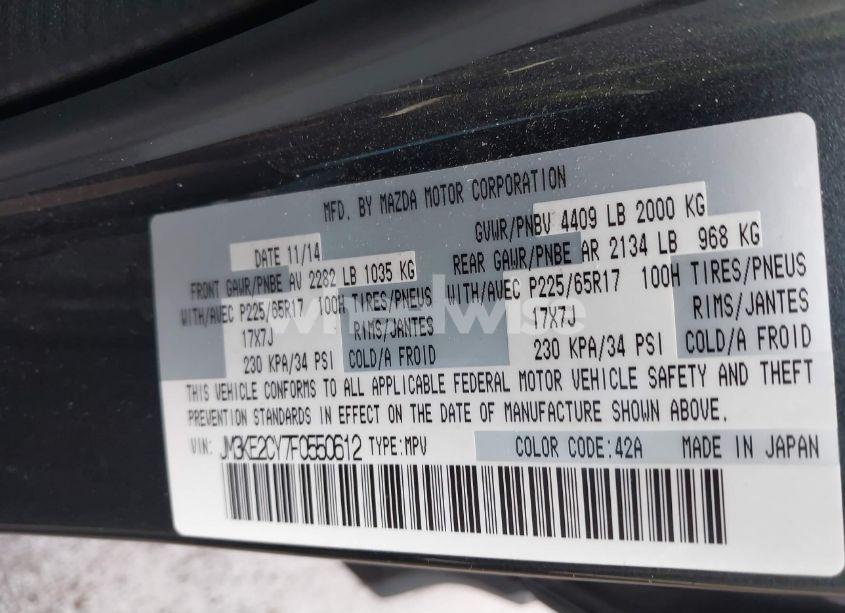 MFD. BY MAZDA MOTOR CORPORATION
DATE 11/14
GVWR/PNBV 4409 LB 2000 KG
FRONT GAWR/PNBE AV 2282 LB 1035 KG
REAR GAWR/PNBE AR 2134 LB 968 KG
WITH/AVEC P225/65R17 100H TIRES/PNEUS
WITH/AVEC P225/65R17 100H TIRES/PNEUS
17X7J RIMS/JANTES
17X7J RIMS/JANTES
230 KPA/34 PSI COLD/A FROID
230 KPA/34 PSI COLD/A FROID
THIS VEHICLE CONFORMS TO ALL APPLICABLE FEDERAL MOTOR VEHICLE SAFETY AND THEFT
PREVENTION STANDARDS IN EFFECT ON THE DATE OF MANUFACTURE SHOWN ABOVE.
VIN: JM3KE2CY7F0550612 TYPE:MPV COLOR CODE:42A MADE IN JAPAN